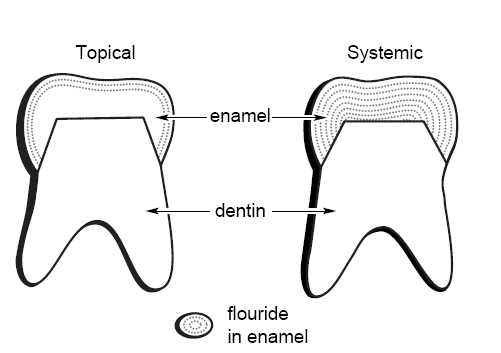 Topical
Systemic
enamel
dentin
flouride
in enamel